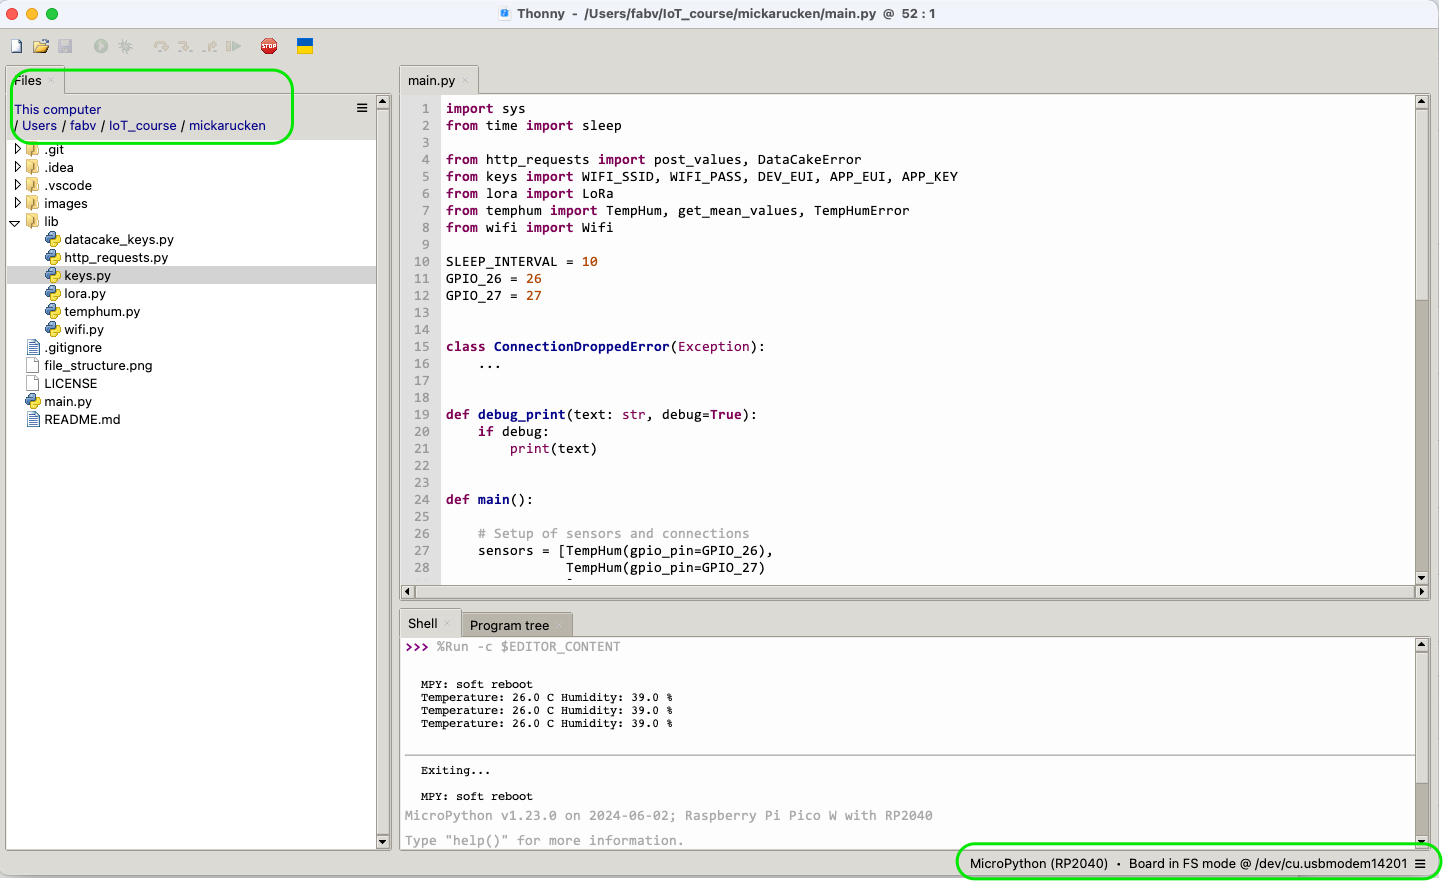 Thonny - /Users/fabv/IoT_course/mickarucken/main.py @ 52 : 1
STOP
Files
This computer
/ Users / fabv / IoT_course / mickarucken
.git
.idea
.vscode
images
lib
datacake_keys.py
http_requests.py
keys.py
lora.py
temphum.py
wifi.py
.gitignore
file_structure.png
LICENSE
main.py
README.md
main.py
1 import sys
2 from time import sleep
3
4 from http_requests import post_values, DataCakeError
5 from keys import WIFI_SSID, WIFI_PASS, DEV_EUI, APP_EUI, APP_KEY
6 from lora import LoRa
7 from temphum import TempHum, get_mean_values, TempHumError
8 from wifi import Wifi
9
10 SLEEP_INTERVAL = 10
11 GPIO_26 = 26
12 GPIO_27 = 27
13
14
15 class ConnectionDroppedError(Exception):
16     ...
17
18
19 def debug_print(text: str, debug=True):
20     if debug:
21         print(text)
22
23
24 def main():
25
26     # Setup of sensors and connections
27     sensors = [TempHum(gpio_pin=GPIO_26),
28                TempHum(gpio_pin=GPIO_27)
Shell
Program tree
>>> %Run -c $EDITOR_CONTENT
MPY: soft reboot
Temperature: 26.0 C Humidity: 39.0 %
Temperature: 26.0 C Humidity: 39.0 %
Temperature: 26.0 C Humidity: 39.0 %
Exiting...
MPY: soft reboot
MicroPython v1.23.0 on 2024-06-02; Raspberry Pi Pico W with RP2040
Type "help()" for more information.
MicroPython (RP2040) • Board in FS mode @ /dev/cu.usbmodem14201